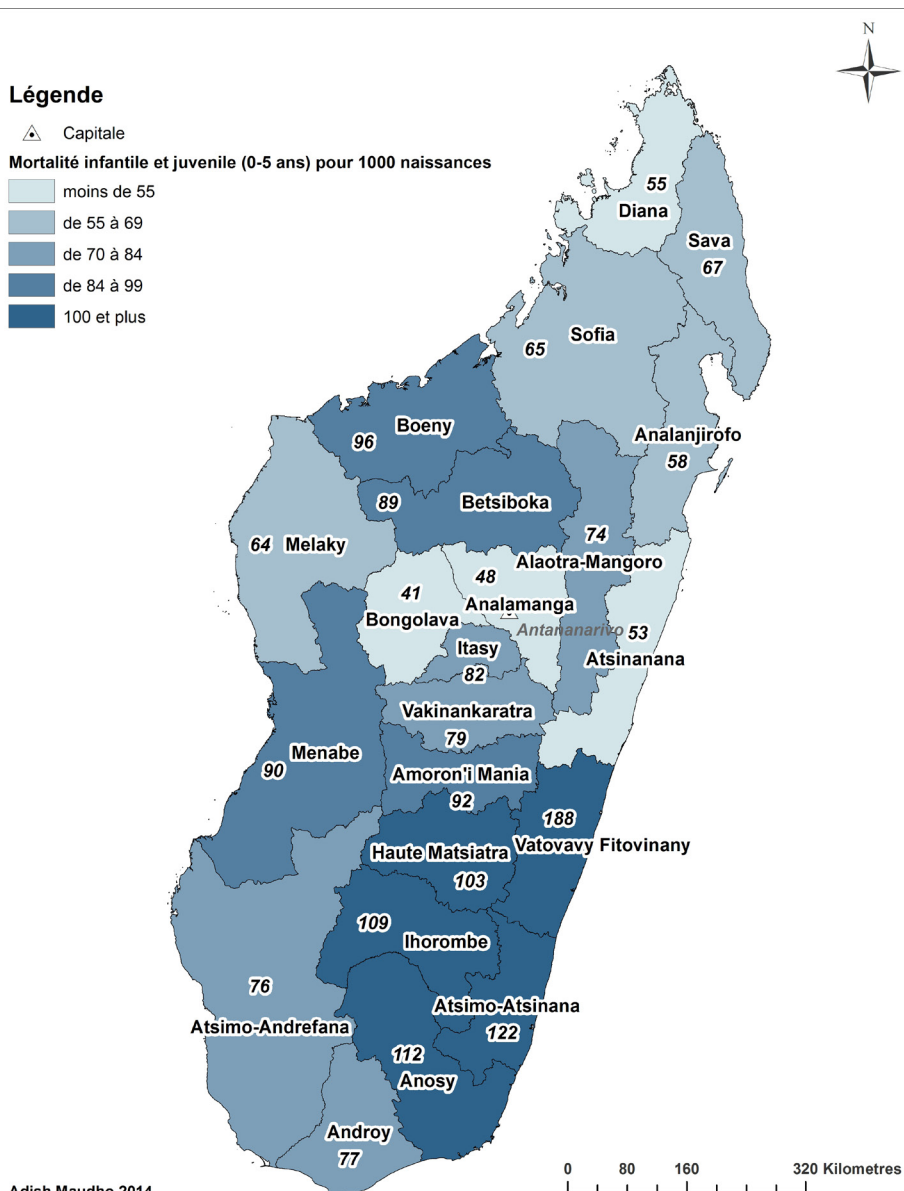 N
Légende
Capitale
Mortalité infantile et juvenile (0-5 ans) pour 1000 naissances
moins de 55
de 55 à 69
de 70 à 84
de 84 à 99
100 et plus
55
Diana
Sava
67
Sofia
65
Boeny
96
Analanjirofo
58
89
Betsiboka
74
Alaotra-Mangoro
64 Melaky
41
Bongolava
48
Analamanga
Antananarivo
53
Atsinanana
Itasy
82
Vakinankaratra
79
Menabe
90
Amoron'i Mania
92
188
Vatovavy Fitovinany
Haute Matsiatra
103
109
Ihorombe
76
Atsimo-Andrefana
Atsimo-Atsinana
122
112
Anosy
Androy
77
0 80 160 320 Kilometres
Adish Maudho 2014